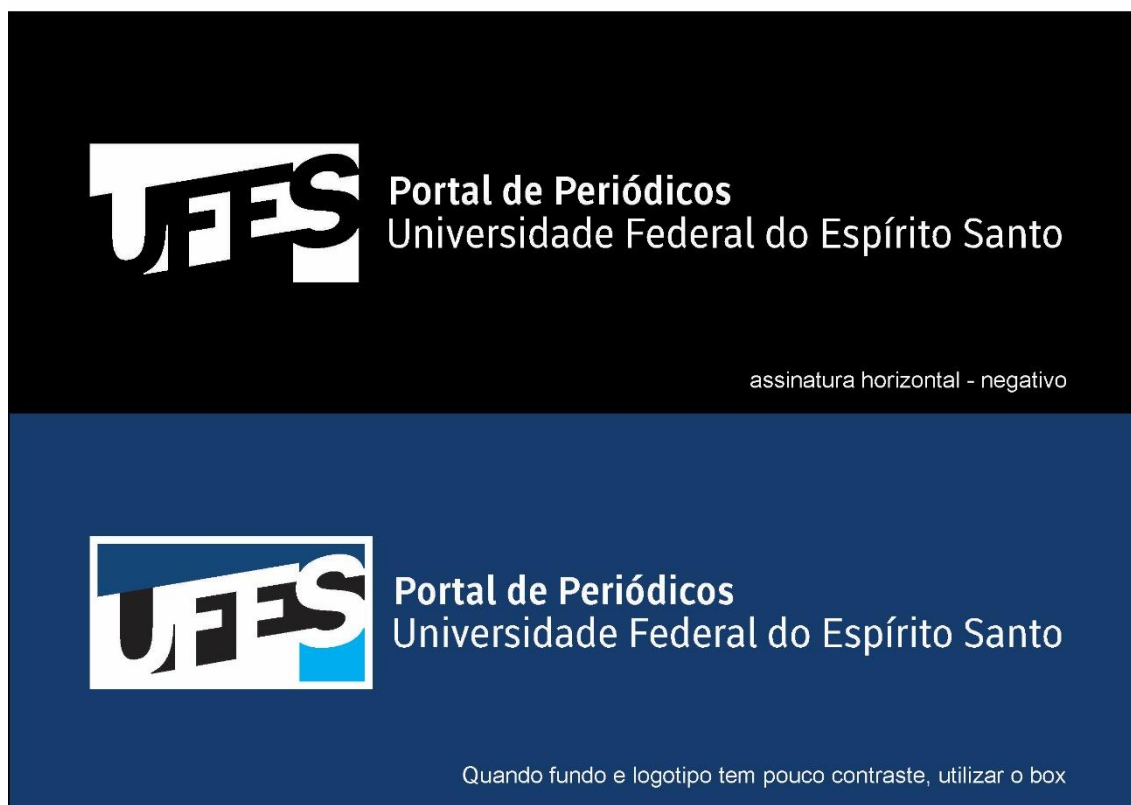 UFES
Portal de Periódicos
Universidade Federal do Espírito Santo
assinatura horizontal - negativo
UFES
Portal de Periódicos
Universidade Federal do Espírito Santo
Quando fundo e logotipo tem pouco contraste, utilizar o box